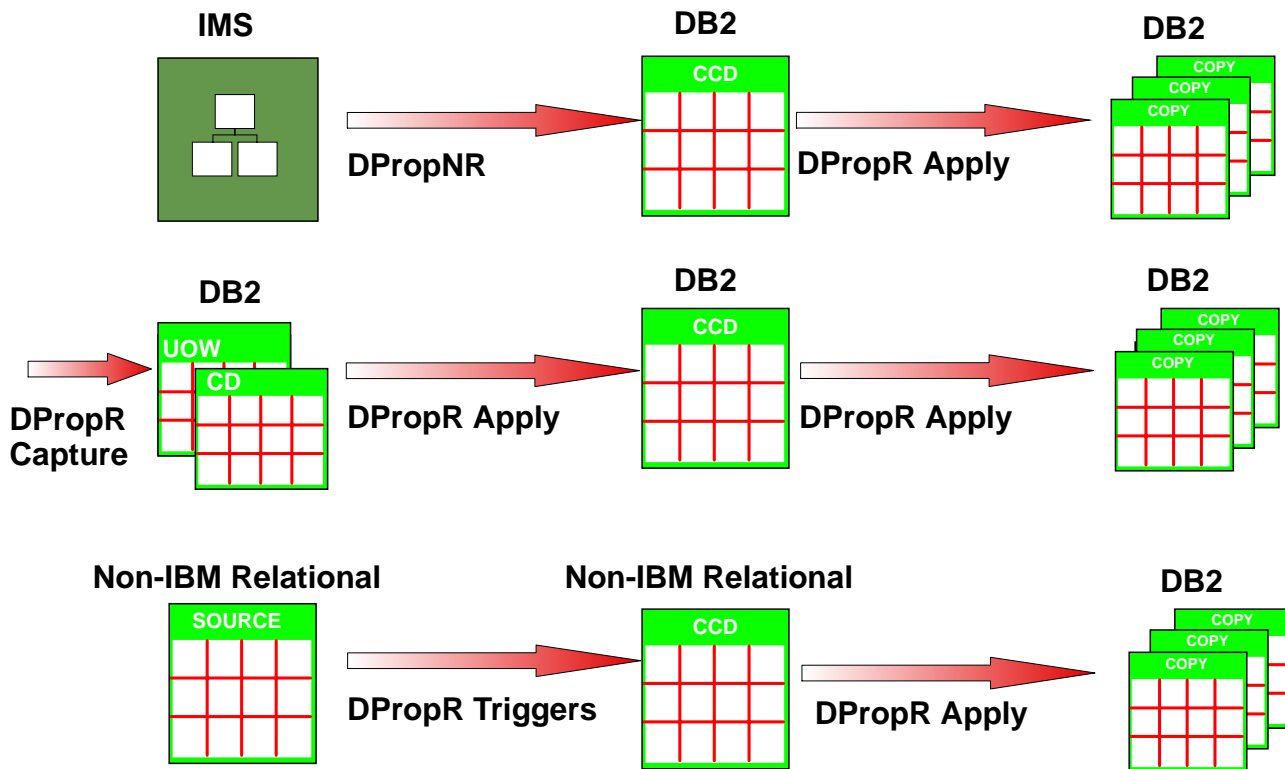 IMS
DB2
DB2
CCD
COPY
COPY
COPY
DPropNR
DPropR Apply
DB2
DB2
DB2
UOW
CD
CCD
COPY
COPY
COPY
DPropR
Capture
DPropR Apply
DPropR Apply
Non-IBM Relational
Non-IBM Relational
DB2
SOURCE
CCD
COPY
COPY
COPY
DPropR Triggers
DPropR Apply